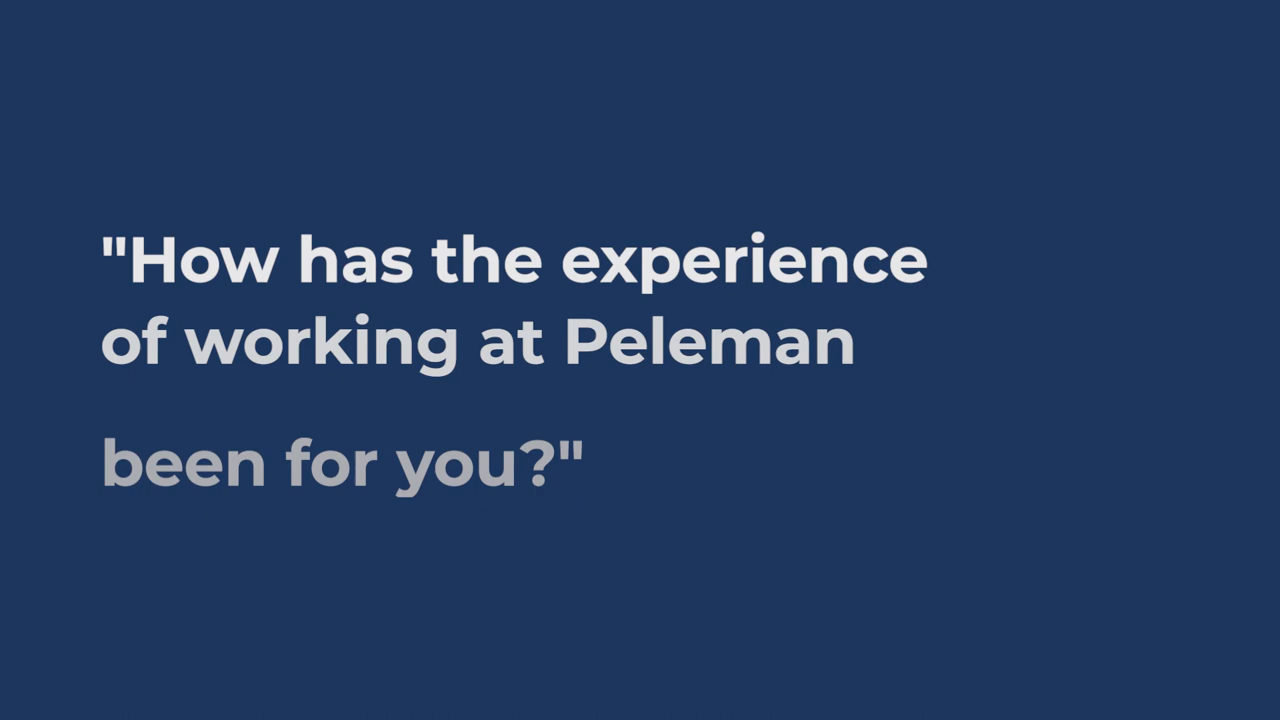 "How has the experience
of working at Peleman
been for you?"